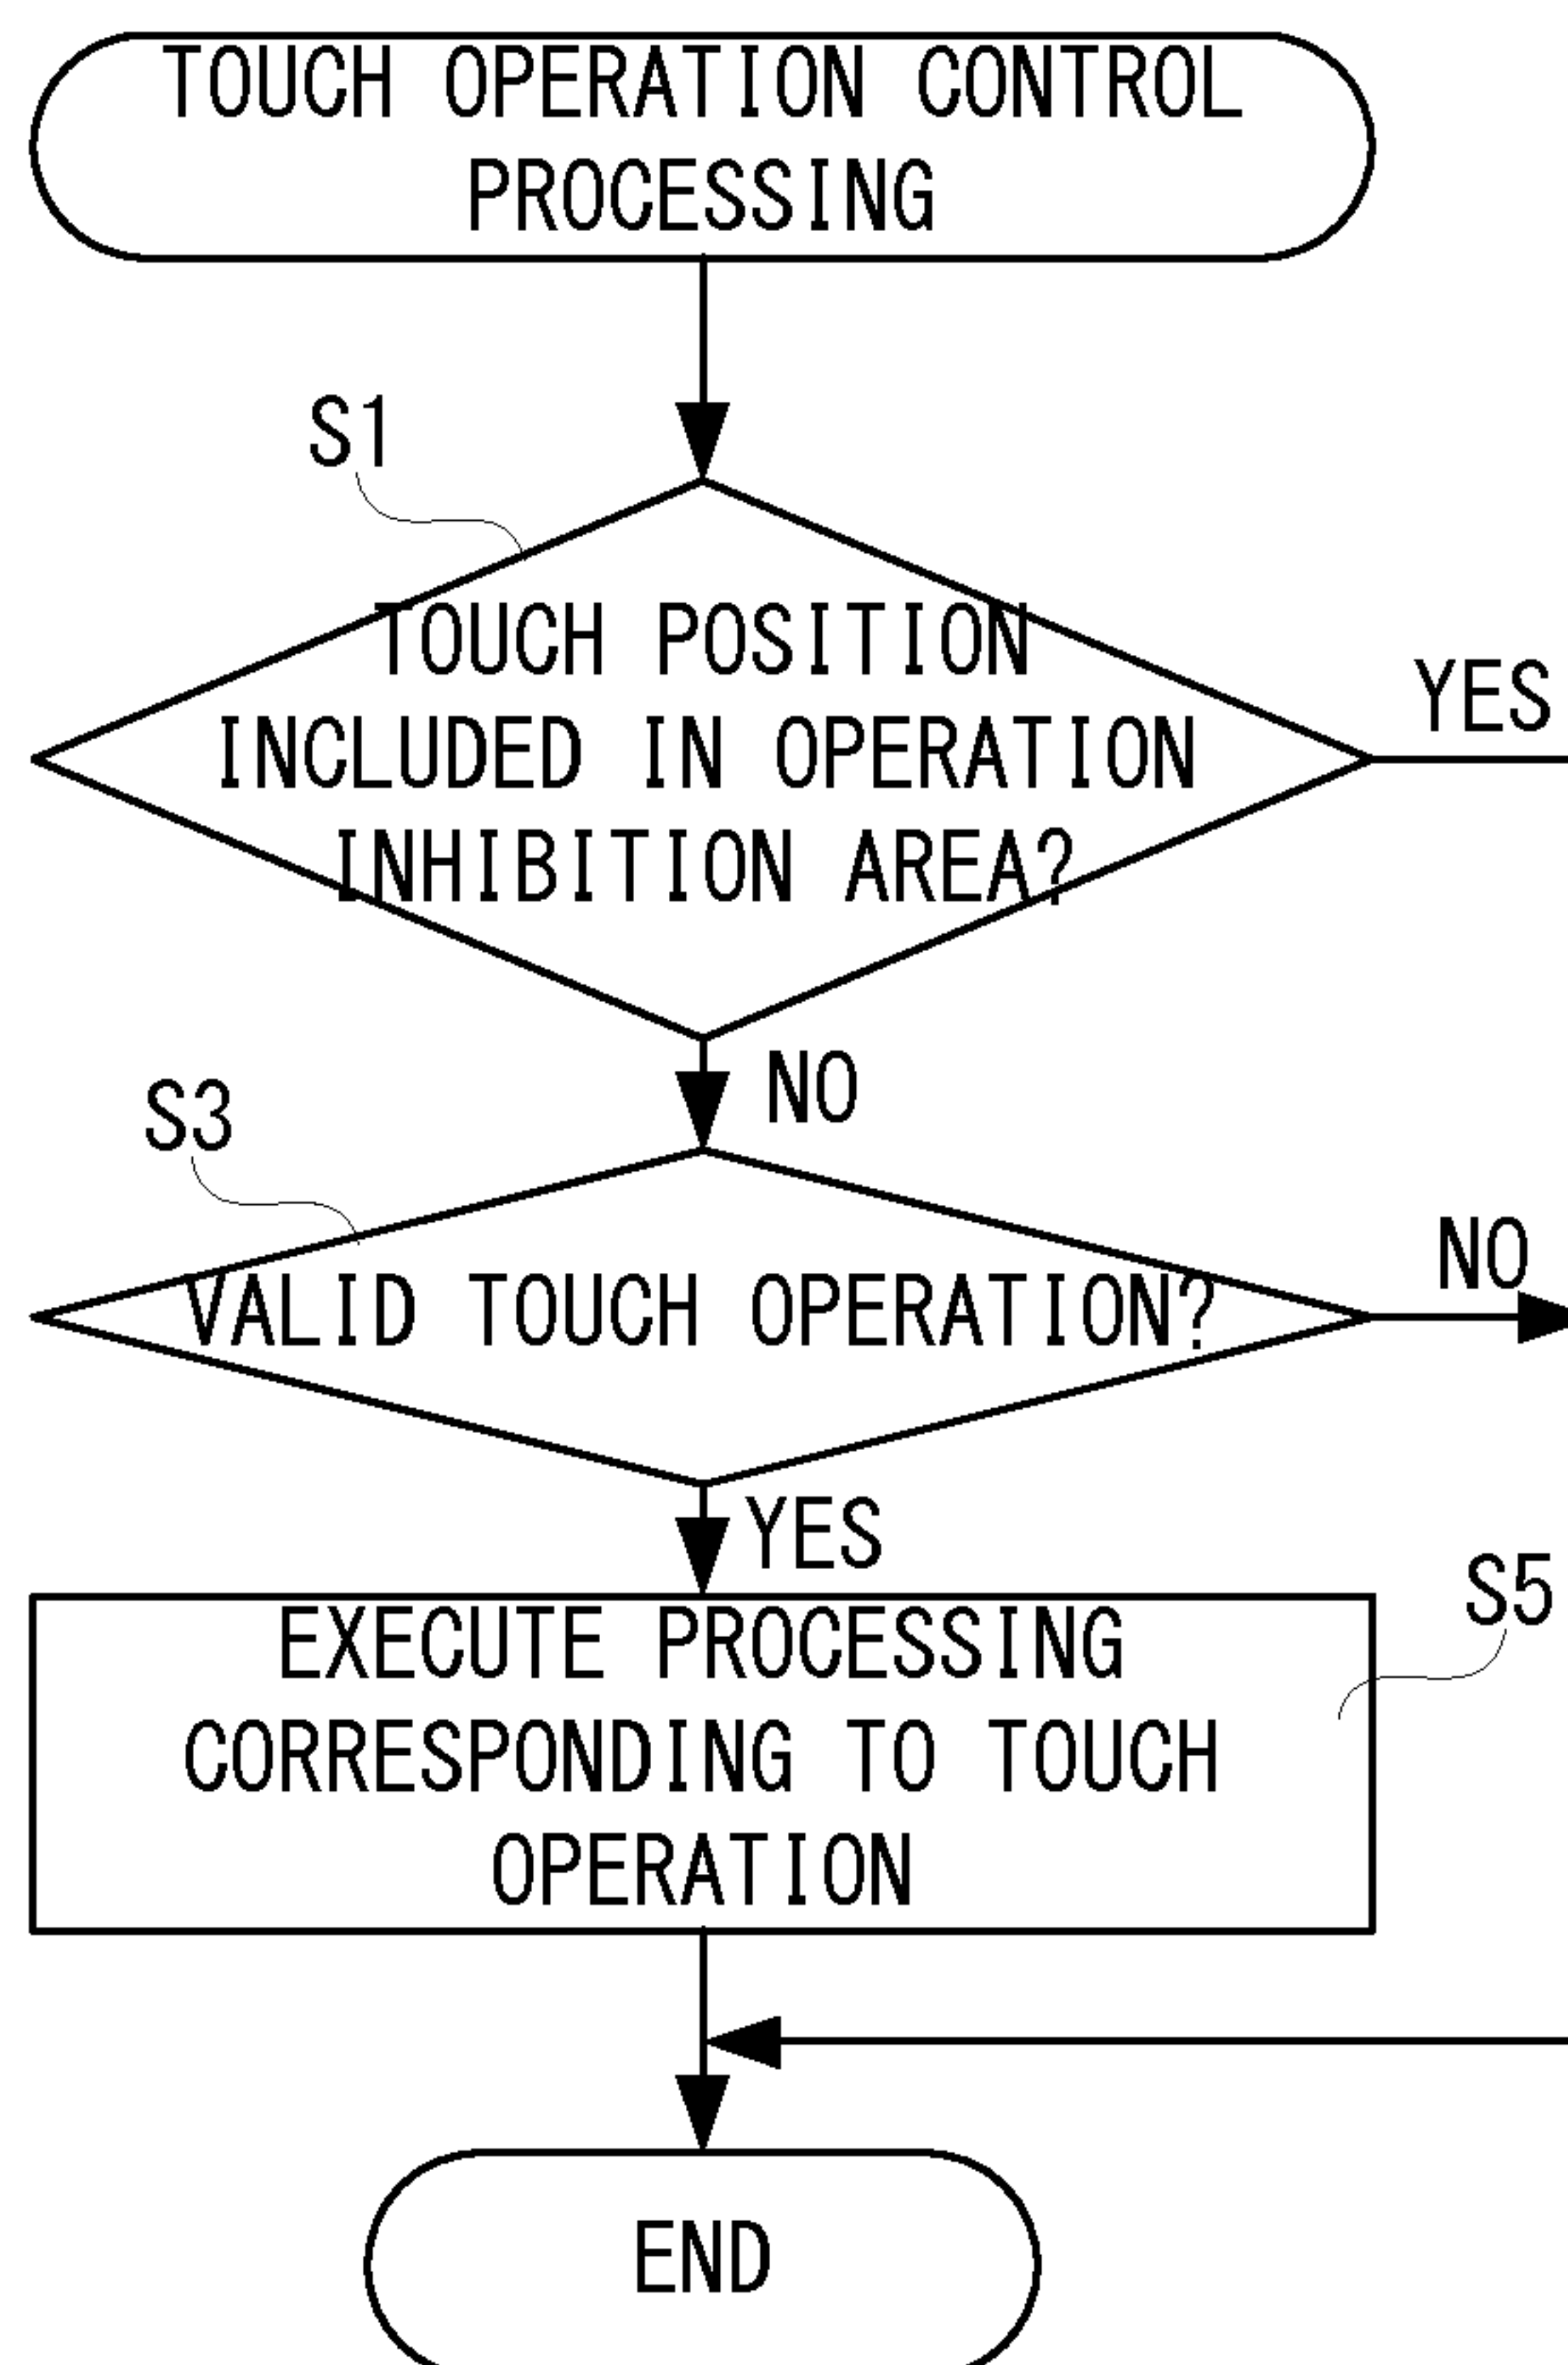 TOUCH OPERATION CONTROL
PROCESSING
S1
TOUCH POSITION
INCLUDED IN OPERATION
INHIBITION AREA?
YES
NO
S3
VALID TOUCH OPERATION?
NO
YES
S5
EXECUTE PROCESSING
CORRESPONDING TO TOUCH
OPERATION
END